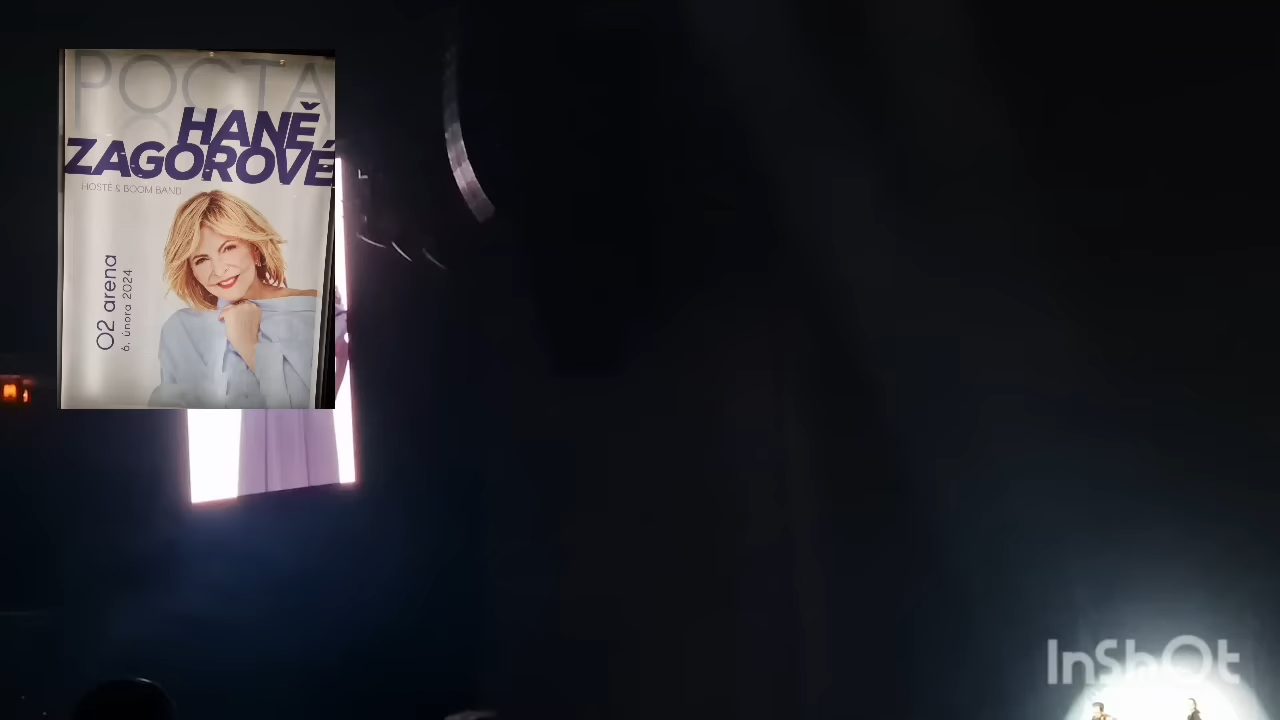 POCTA
HANĚ
ZAGOROVÉ
HOSTÉ & BOOM BAND
O2 arena
6. února 2024
InShOt